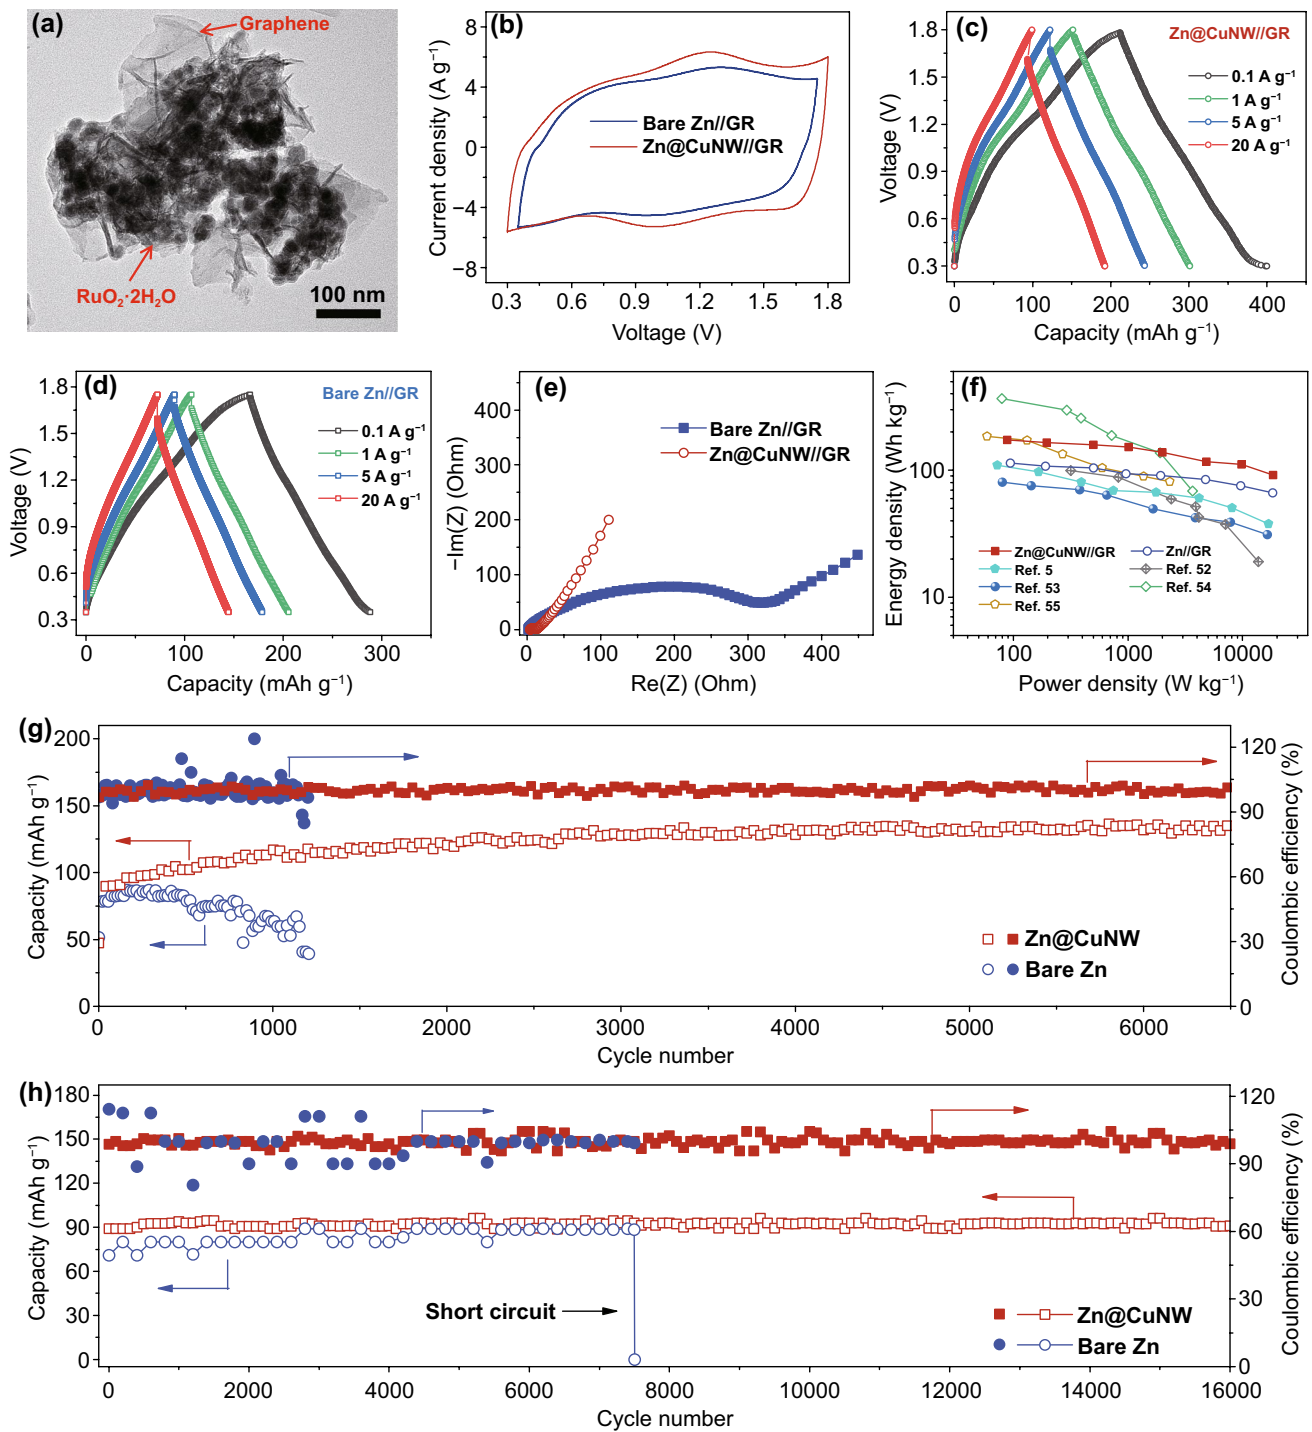 (a)
Graphene
RuO₂·2H₂O
100 nm
(b)
Current density (A g⁻¹)
8
4
0
−4
−8
Bare Zn//GR
Zn@CuNW//GR
0.3 0.6 0.9 1.2 1.5 1.8
Voltage (V)
(c)
Zn@CuNW//GR
Voltage (V)
1.8
1.5
1.2
0.9
0.6
0.3
0.1 A g⁻¹
1 A g⁻¹
5 A g⁻¹
20 A g⁻¹
0 100 200 300 400
Capacity (mAh g⁻¹)
(d)
Bare Zn//GR
Voltage (V)
1.8
1.5
1.2
0.9
0.6
0.3
0.1 A g⁻¹
1 A g⁻¹
5 A g⁻¹
20 A g⁻¹
0 100 200 300
Capacity (mAh g⁻¹)
(e)
−Im(Z) (Ohm)
400
300
200
100
0
Bare Zn//GR
Zn@CuNW//GR
0 100 200 300 400
Re(Z) (Ohm)
(f)
Energy density (Wh kg⁻¹)
100
10
Zn@CuNW//GR Zn//GR
Ref. 5 Ref. 52
Ref. 53 Ref. 54
Ref. 55
100 1000 10000
Power density (W kg⁻¹)
(g)
Capacity (mAh g⁻¹)
200
150
100
50
0
Coulombic efficiency (%)
120
90
60
30
0
Zn@CuNW
Bare Zn
0 1000 2000 3000 4000 5000 6000
Cycle number
(h)
Capacity (mAh g⁻¹)
180
150
120
90
60
30
0
Coulombic efficiency (%)
120
90
60
30
0
Short circuit
Zn@CuNW
Bare Zn
0 2000 4000 6000 8000 10000 12000 14000 16000
Cycle number